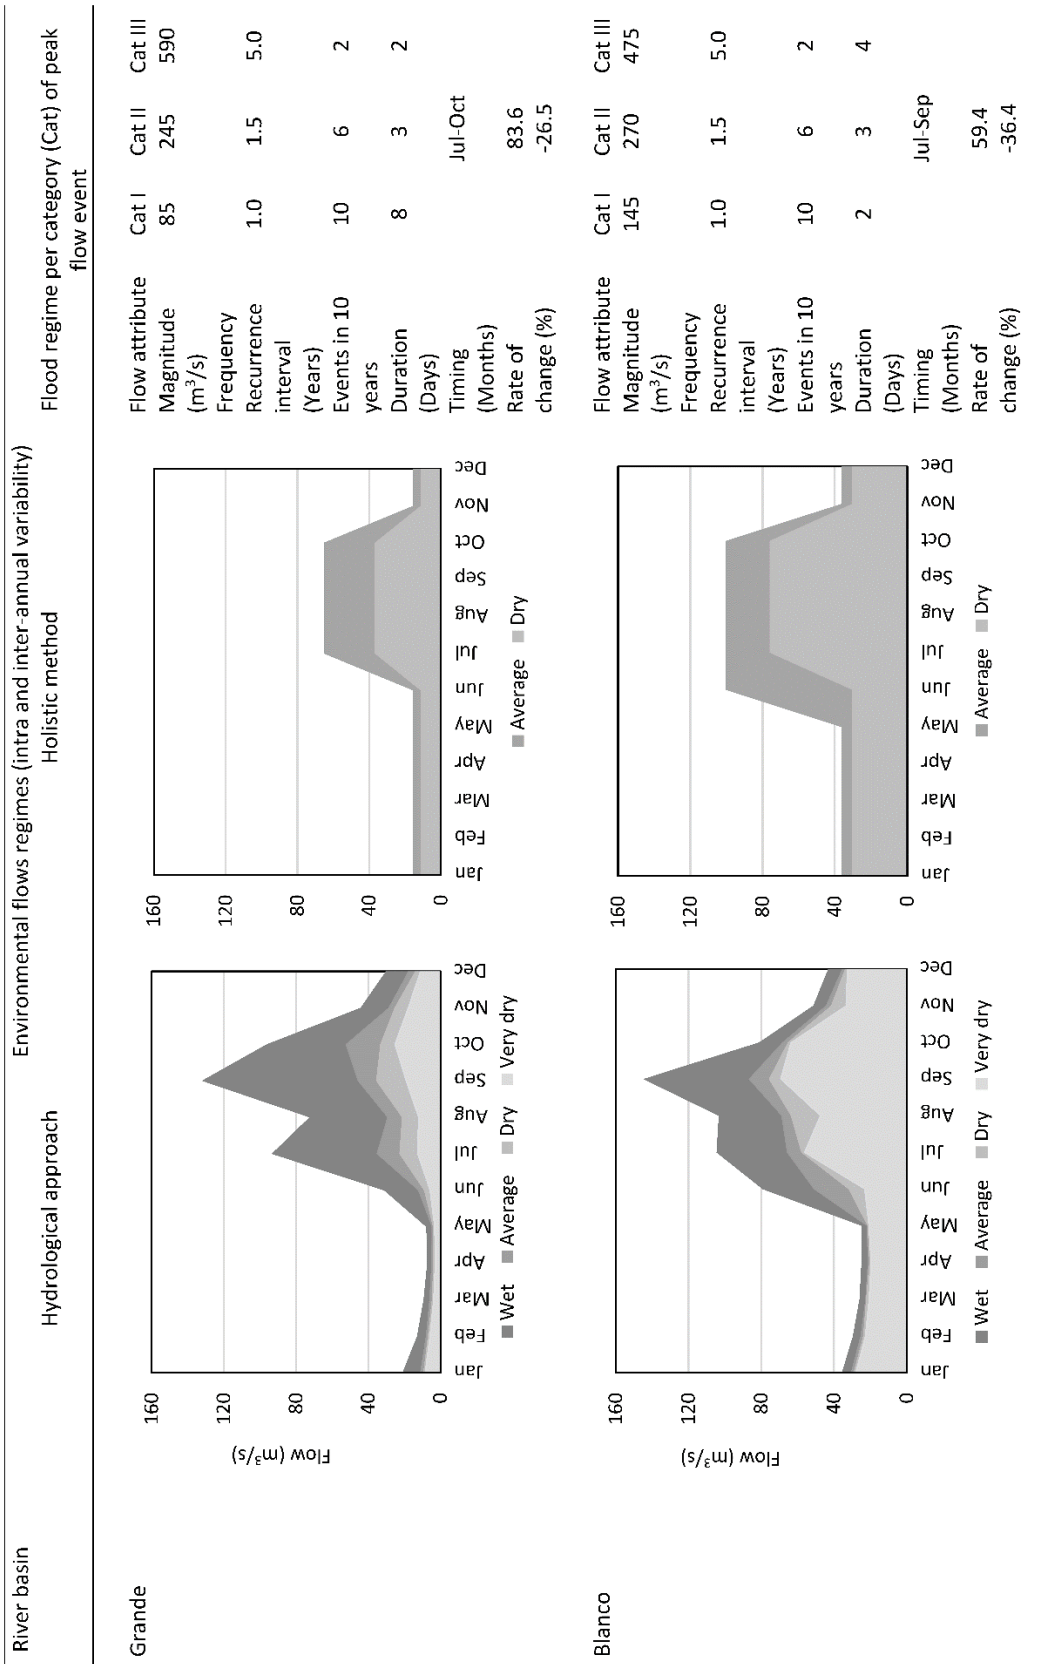 River basin
Environmental flows regimes (intra and inter-annual variability)
Hydrological approach
Holistic method
Flood regime per category (Cat) of peak
flow event
Grande
Flow (m³/s)
160
120
80
40
0
Jan Feb Mar Apr May Jun Jul Aug Sep Oct Nov Dec
Wet Average Dry Very dry
160
120
80
40
0
Jan Feb Mar Apr May Jun Jul Aug Sep Oct Nov Dec
Average Dry
Flow attribute Cat I Cat II Cat III
Magnitude 85 245 590
(m³/s)
Frequency
Recurrence 1.0 1.5 5.0
interval
(Years)
Events in 10 10 6 2
years
Duration 8 3 2
(Days)
Timing Jul-Oct
(Months)
Rate of 83.6
change (%) -26.5
Blanco
Flow (m³/s)
160
120
80
40
0
Jan Feb Mar Apr May Jun Jul Aug Sep Oct Nov Dec
Wet Average Dry Very dry
160
120
80
40
0
Jan Feb Mar Apr May Jun Jul Aug Sep Oct Nov Dec
Average Dry
Flow attribute Cat I Cat II Cat III
Magnitude 145 270 475
(m³/s)
Frequency
Recurrence 1.0 1.5 5.0
interval
(Years)
Events in 10 10 6 2
years
Duration 2 3 4
(Days)
Timing Jul-Sep
(Months)
Rate of 59.4
change (%) -36.4